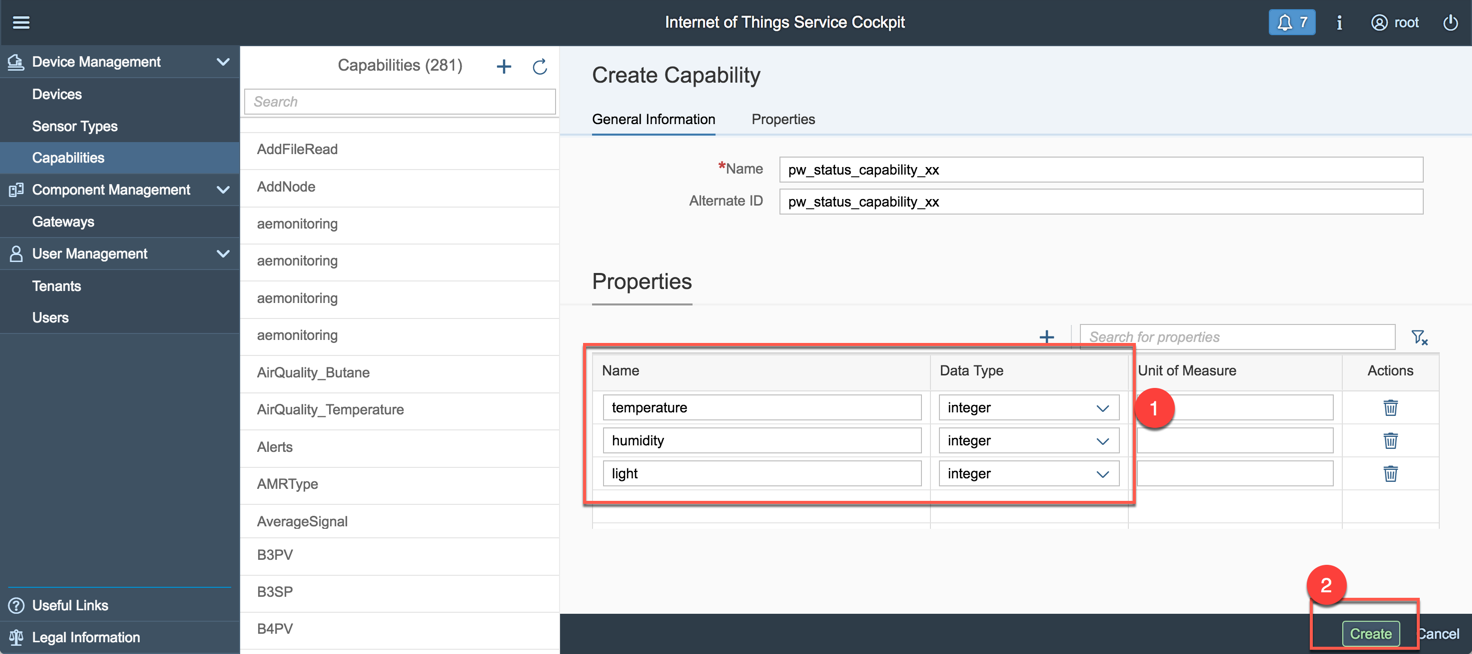 Internet of Things Service Cockpit
7
i
root
Device Management
Devices
Sensor Types
Capabilities
Component Management
Gateways
User Management
Tenants
Users
Useful Links
Legal Information
Capabilities (281)
Search
AddFileRead
AddNode
aemonitoring
aemonitoring
aemonitoring
aemonitoring
AirQuality_Butane
AirQuality_Temperature
Alerts
AMRType
AverageSignal
B3PV
B3SP
B4PV
Create Capability
General Information Properties
*Name pw_status_capability_xx
Alternate ID pw_status_capability_xx
Properties
Search for properties
Name Data Type Unit of Measure Actions
temperature integer 1
humidity integer
light integer
2
Create Cancel